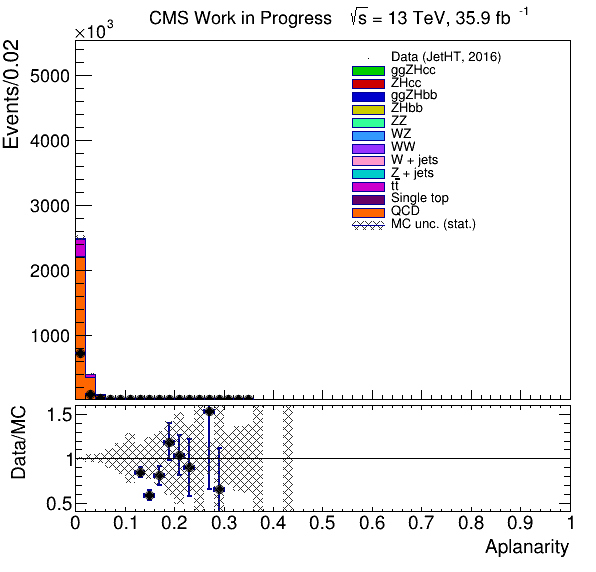 CMS Work in Progress √s = 13 TeV, 35.9 fb⁻¹
×10³
Events/0.02
5000
4000
3000
2000
1000
Data (JetHT, 2016)
ggZHcc
ZHcc
ggZHbb
ZHbb
ZZ
WZ
WW
W + jets
Z + jets
tt̅
Single top
QCD
MC unc. (stat.)
Data/MC
1.5
1
0.5
0 0.1 0.2 0.3 0.4 0.5 0.6 0.7 0.8 0.9 1
Aplanarity